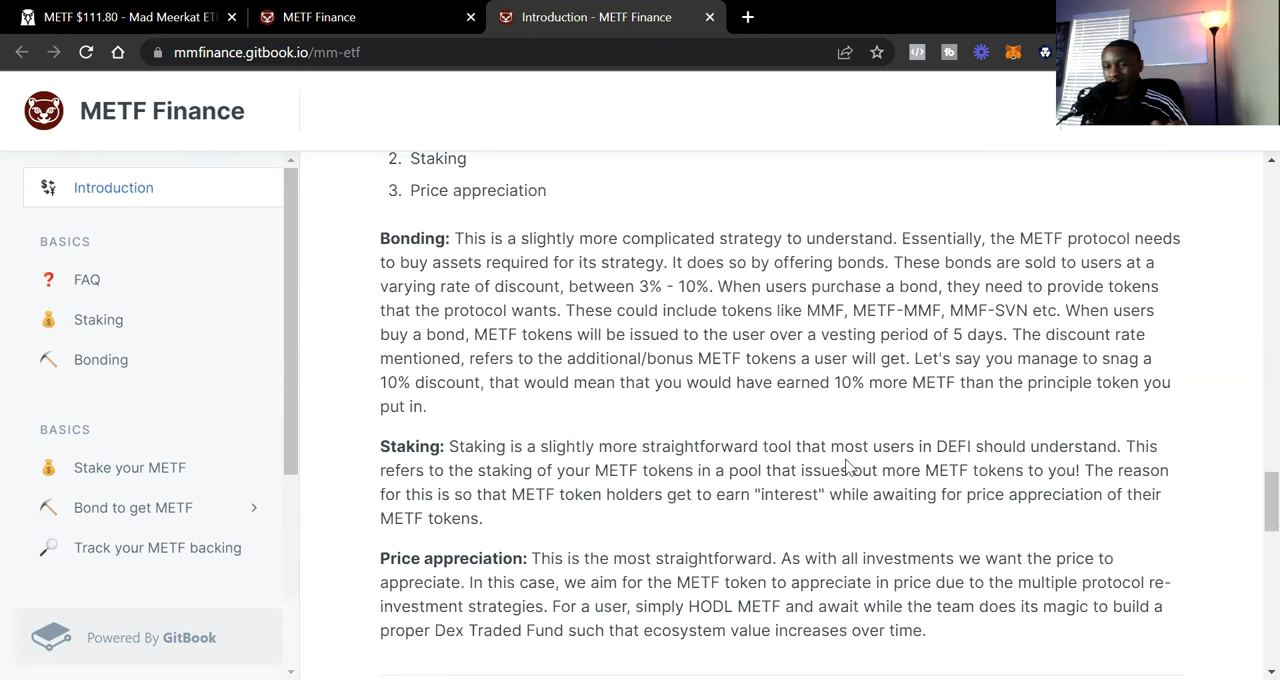 METF $111.80 - Mad Meerkat ET
METF Finance
Introduction - METF Finance
mmfinance.gitbook.io/mm-etf
METF Finance
Introduction
BASICS
FAQ
Staking
Bonding
BASICS
Stake your METF
Bond to get METF
Track your METF backing
Powered By GitBook
2. Staking
3. Price appreciation
Bonding: This is a slightly more complicated strategy to understand. Essentially, the METF protocol needs
to buy assets required for its strategy. It does so by offering bonds. These bonds are sold to users at a
varying rate of discount, between 3% - 10%. When users purchase a bond, they need to provide tokens
that the protocol wants. These could include tokens like MMF, METF-MMF, MMF-SVN etc. When users
buy a bond, METF tokens will be issued to the user over a vesting period of 5 days. The discount rate
mentioned, refers to the additional/bonus METF tokens a user will get. Let's say you manage to snag a
10% discount, that would mean that you would have earned 10% more METF than the principle token you
put in.
Staking: Staking is a slightly more straightforward tool that most users in DEFI should understand. This
refers to the staking of your METF tokens in a pool that issues out more METF tokens to you! The reason
for this is so that METF token holders get to earn "interest" while awaiting for price appreciation of their
METF tokens.
Price appreciation: This is the most straightforward. As with all investments we want the price to
appreciate. In this case, we aim for the METF token to appreciate in price due to the multiple protocol re-
investment strategies. For a user, simply HODL METF and await while the team does its magic to build a
proper Dex Traded Fund such that ecosystem value increases over time.